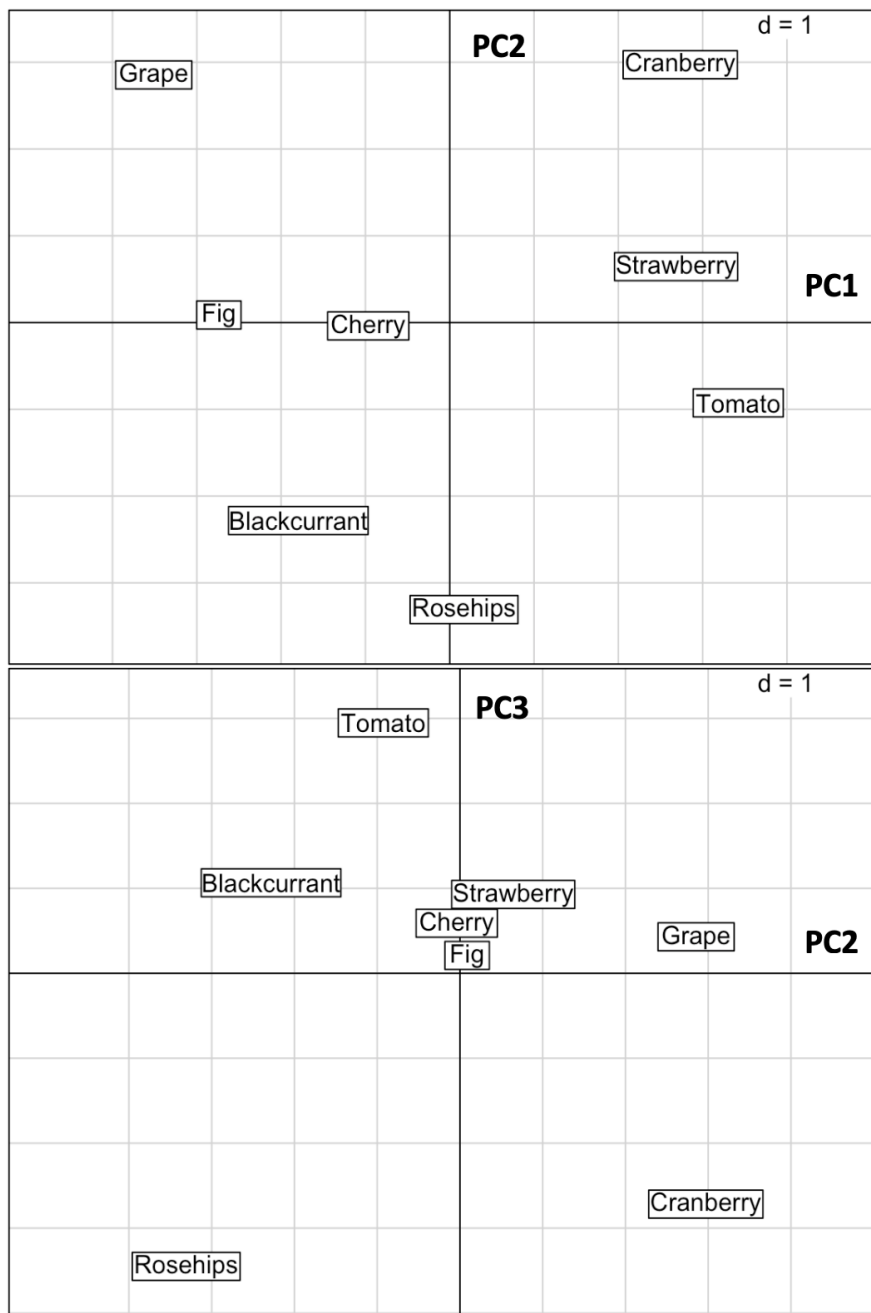 d = 1
PC2
Cranberry
Grape
Strawberry
PC1
Fig
Cherry
Tomato
Blackcurrant
Rosehips
d = 1
PC3
Tomato
Blackcurrant
Strawberry
Cherry
Grape
PC2
Fig
Cranberry
Rosehips